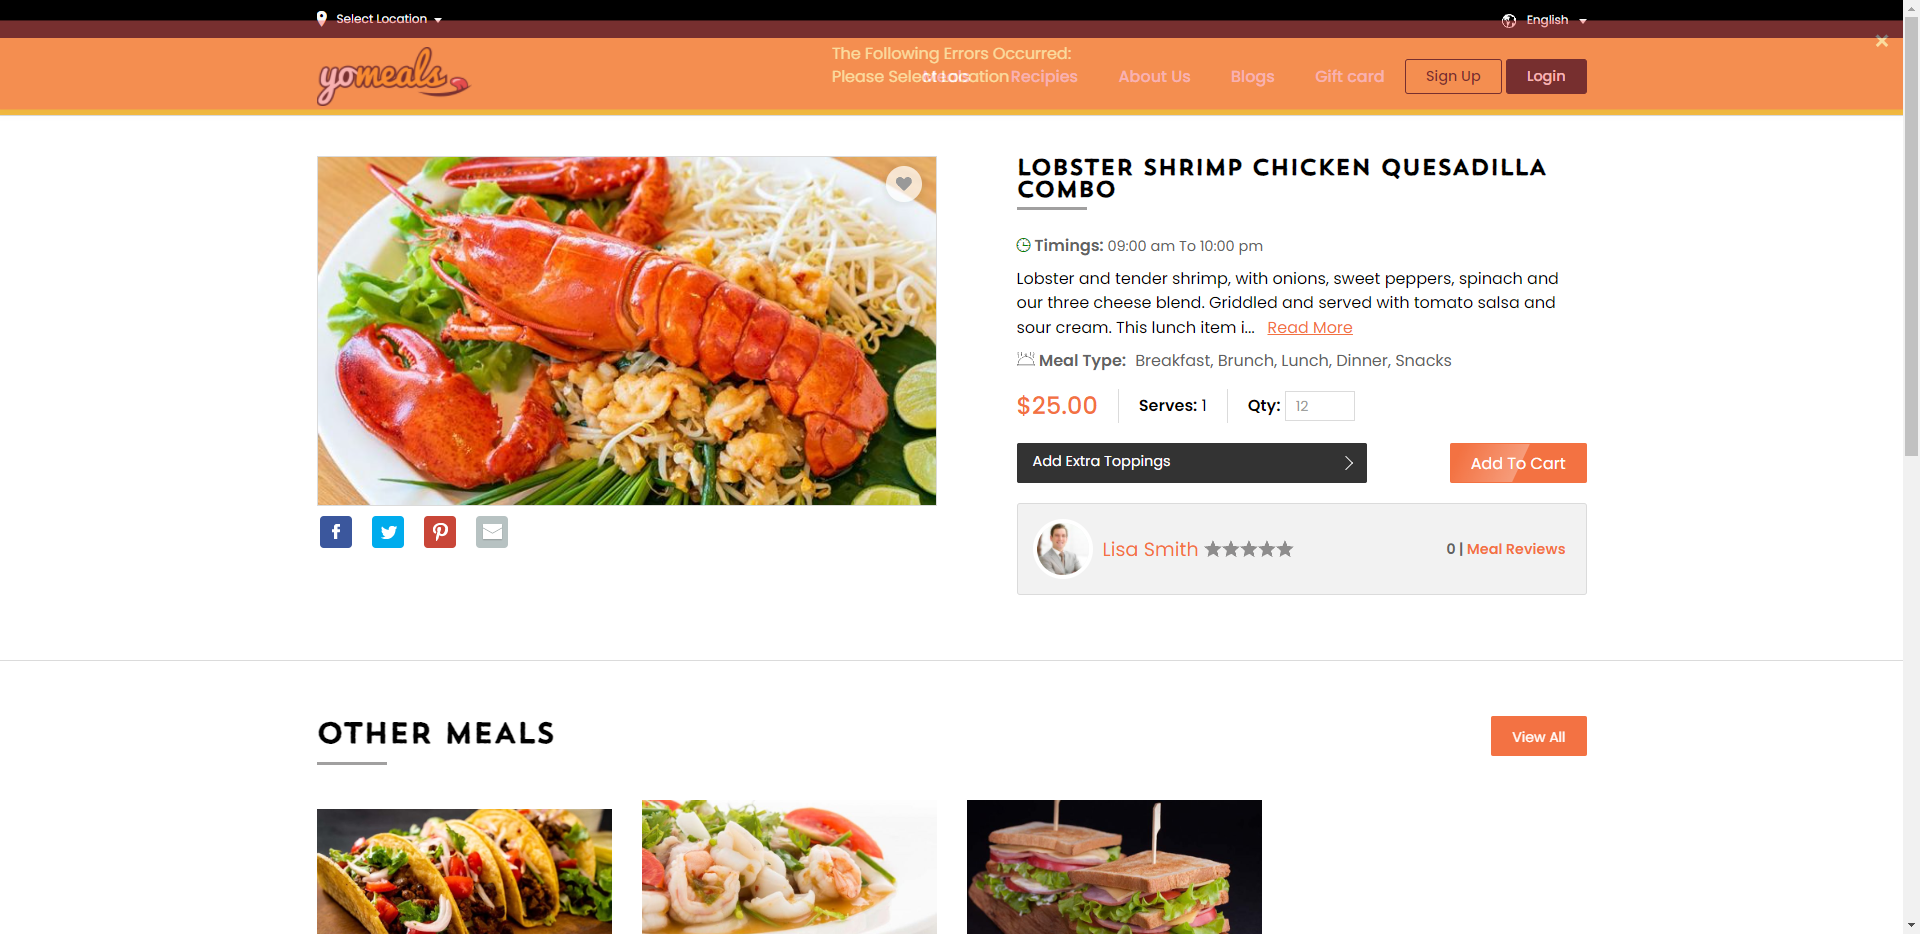 Select Location
English
yomeals
The Following Errors Occurred:
Please Select Location
Meals Recipies About Us Blogs Gift card Sign Up Login
LOBSTER SHRIMP CHICKEN QUESADILLA
COMBO
Timings: 09:00 am To 10:00 pm
Lobster and tender shrimp, with onions, sweet peppers, spinach and
our three cheese blend. Griddled and served with tomato salsa and
sour cream. This lunch item i... Read More
Meal Type: Breakfast, Brunch, Lunch, Dinner, Snacks
$25.00 Serves: 1 Qty: 12
Add Extra Toppings
Add To Cart
Lisa Smith
0 | Meal Reviews
OTHER MEALS
View All